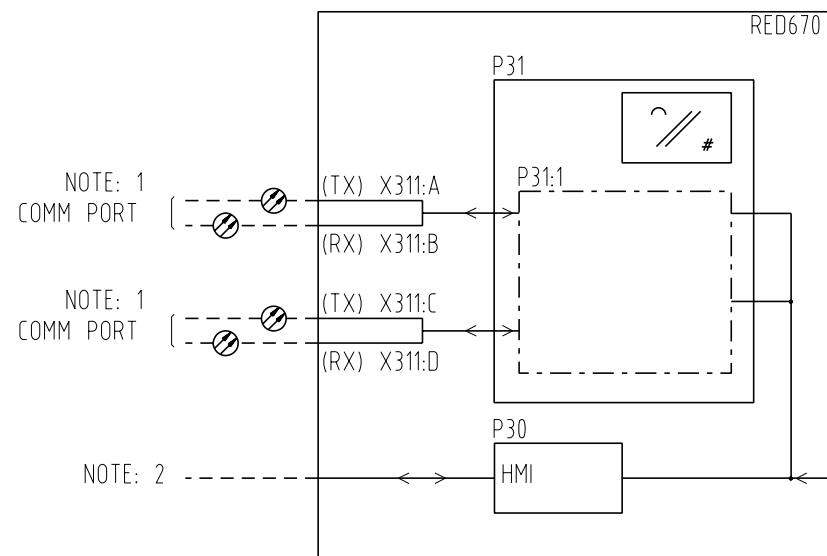 RED670
P31
#
P31:1
NOTE: 1
COMM PORT
(TX) X311:A
(RX) X311:B
NOTE: 1
COMM PORT
(TX) X311:C
(RX) X311:D
P30
NOTE: 2
HMI